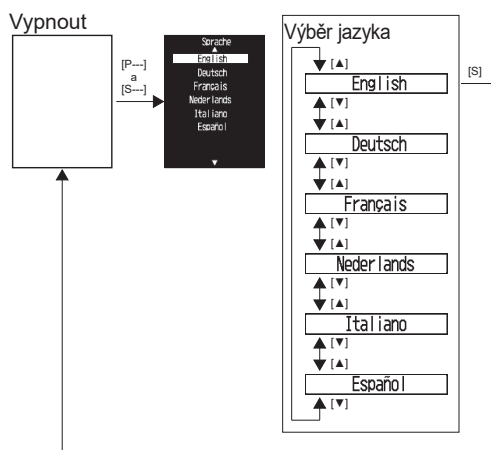 Vypnout
[P---]
a
[S---]
Sprache
▲
English
Deutsch
Français
Nederlands
Italiano
Español
▼
Výběr jazyka
[▲]
English
[▼]
[▲]
Deutsch
[▼]
[▲]
Français
[▼]
[▲]
Nederlands
[▼]
[▲]
Italiano
[▼]
[▲]
Español
[▼]
[S]